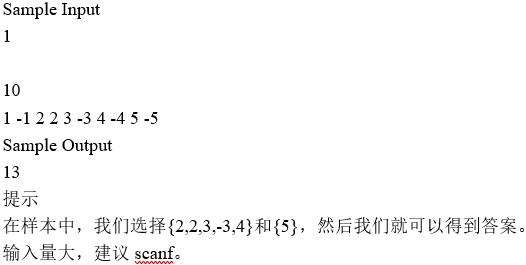 Sample Input
1
10
1 -1 2 2 3 -3 4 -4 5 -5
Sample Output
13
提示
在样本中，我们选择{2,2,3,-3,4}和{5}，然后我们就可以得到答案。
输入量大，建议 scanf。